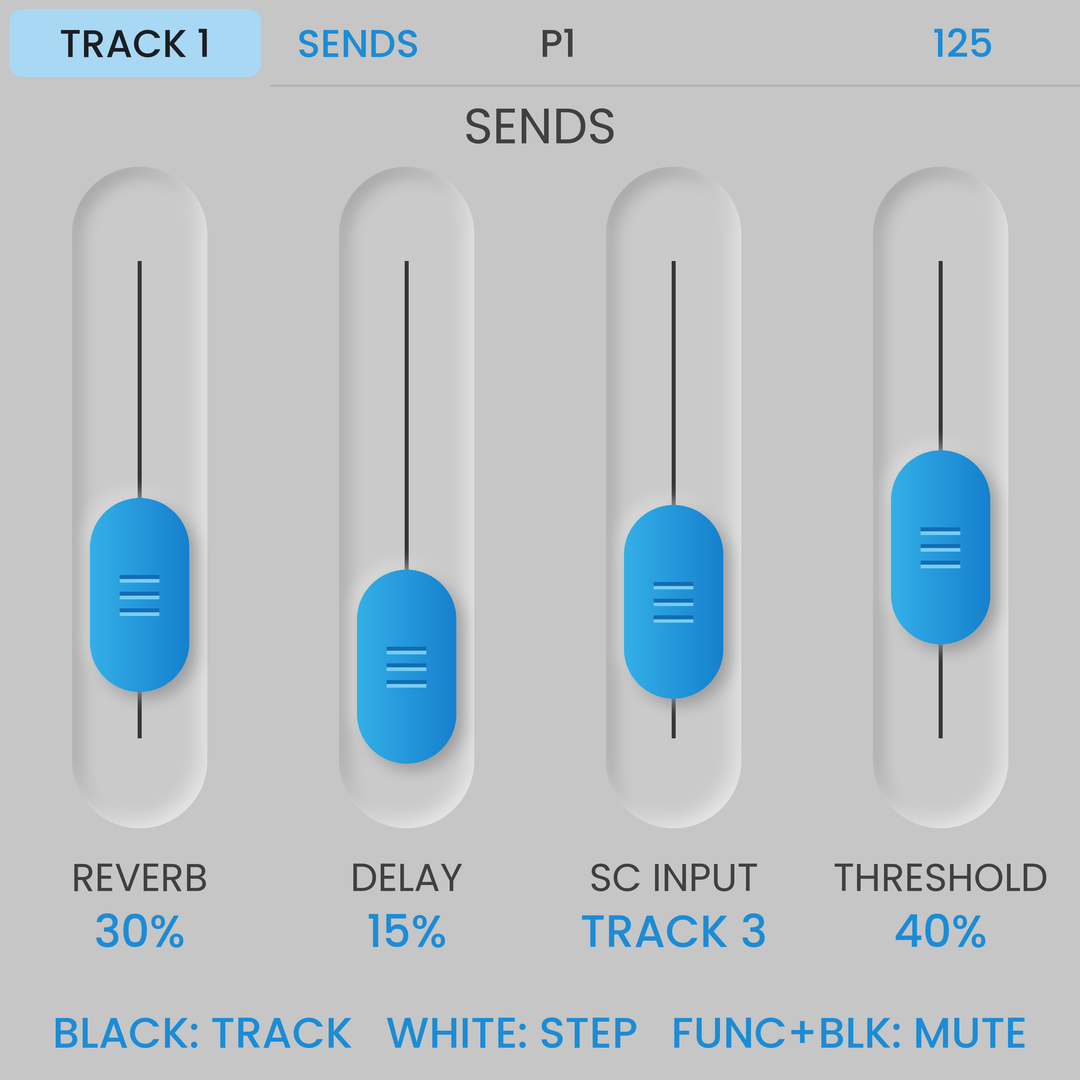 TRACK 1 SENDS P1 125
SENDS
REVERB DELAY SC INPUT THRESHOLD
30% 15% TRACK 3 40%
BLACK: TRACK WHITE: STEP FUNC+BLK: MUTE